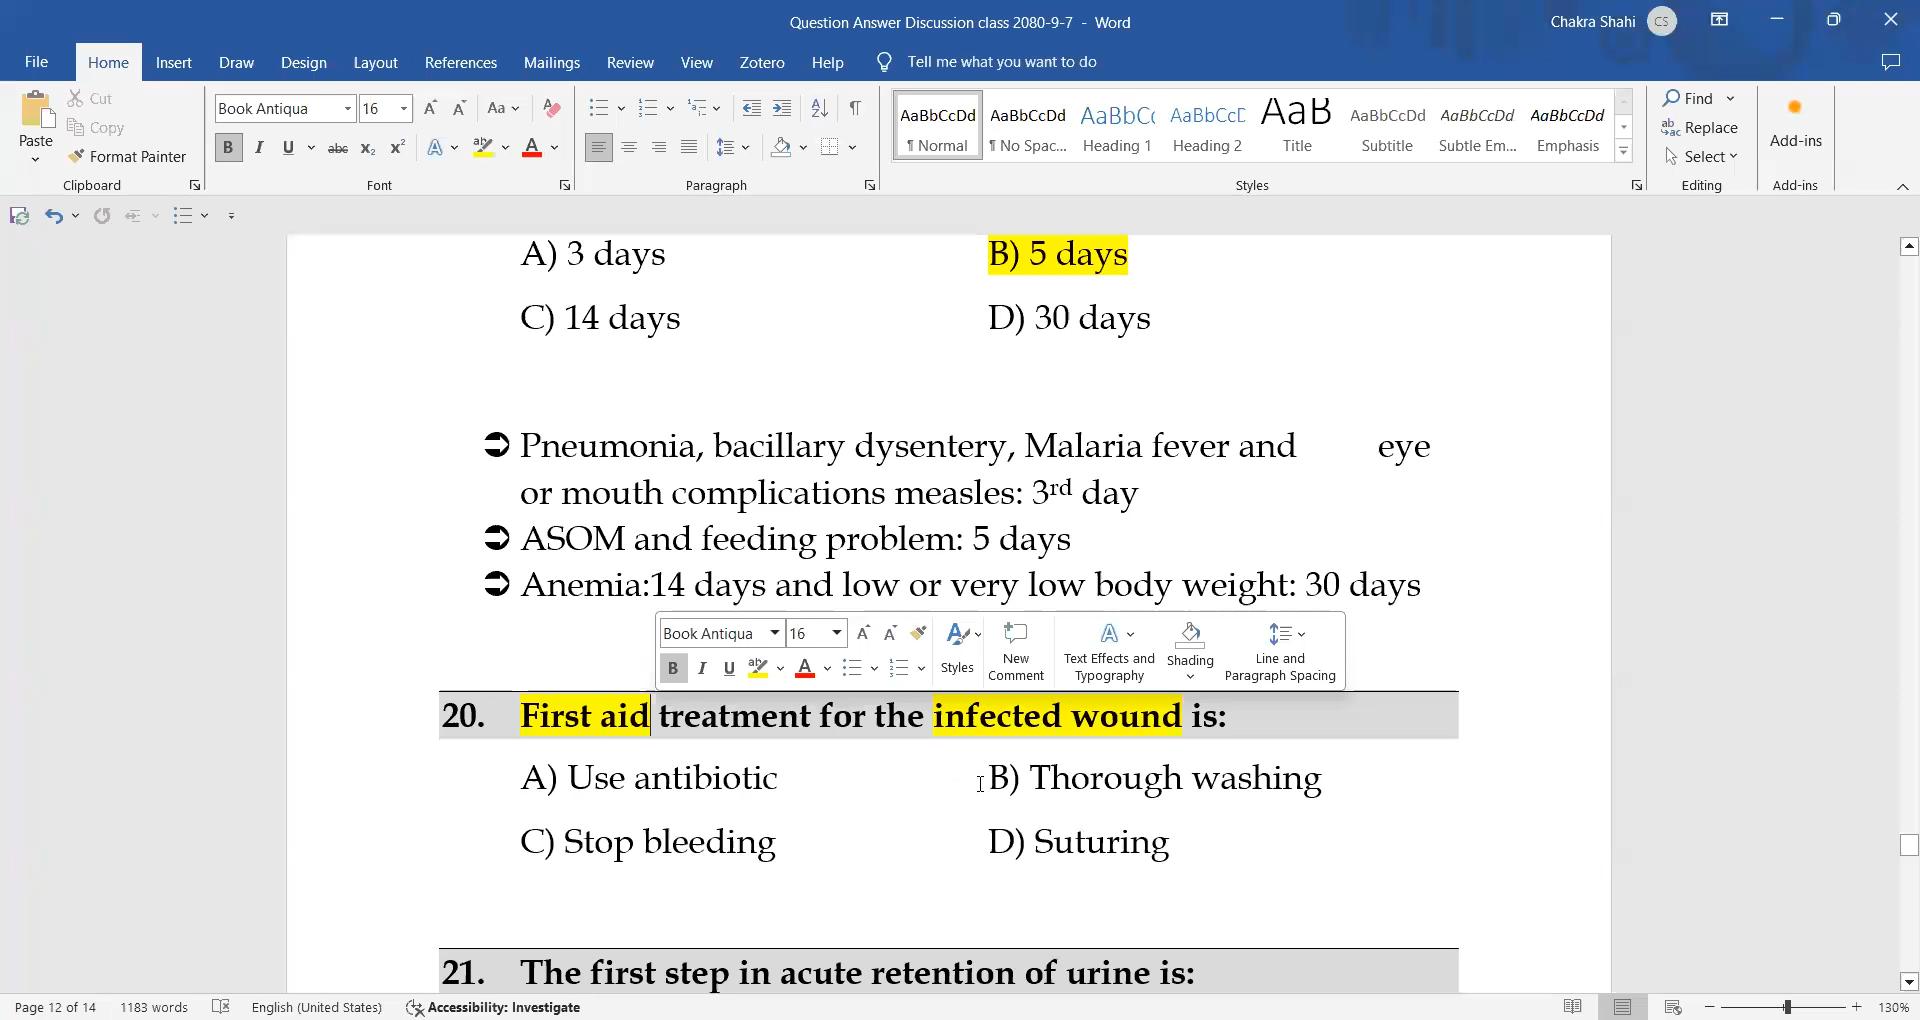 Question Answer Discussion class 2080-9-7 - Word
Chakra Shahi CS
File Home Insert Draw Design Layout References Mailings Review View Zotero Help Tell me what you want to do
Paste
Cut
Copy
Format Painter
Clipboard
Book Antiqua 16
Font
Paragraph
AaBbCcDd AaBbCcDd AaBbCc AaBbCcD AaB AaBbCcDd AaBbCcDd AaBbCcDd
¶ Normal ¶ No Spac... Heading 1 Heading 2 Title Subtitle Subtle Em... Emphasis
Styles
Find
Replace
Select
Editing
Add-ins
Add-ins
A) 3 days B) 5 days
C) 14 days D) 30 days
Pneumonia, bacillary dysentery, Malaria fever and eye
or mouth complications measles: 3rd day
ASOM and feeding problem: 5 days
Anemia:14 days and low or very low body weight: 30 days
Book Antiqua 16
Styles
New Comment
Text Effects and Typography
Shading
Line and Paragraph Spacing
20. First aid treatment for the infected wound is:
A) Use antibiotic B) Thorough washing
C) Stop bleeding D) Suturing
21. The first step in acute retention of urine is:
Page 12 of 14 1183 words English (United States) Accessibility: Investigate 130%